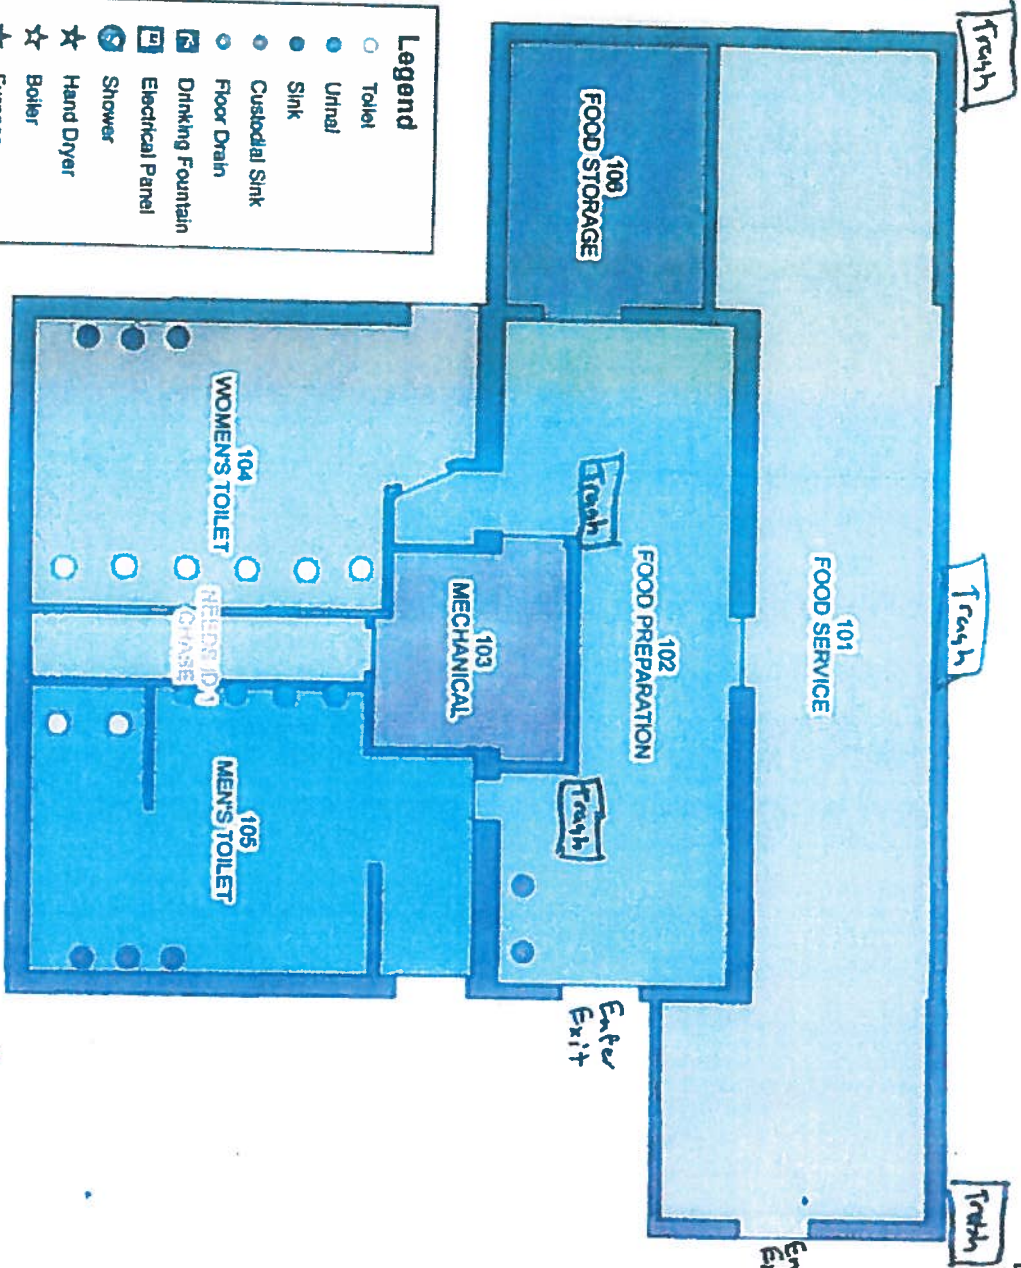 Legend
Toilet
Urinal
Sink
Custodial Sink
Floor Drain
Drinking Fountain
Electrical Panel
Shower
Hand Dryer
Boiler
Trash
Trash
Trash
101
FOOD SERVICE
106
FOOD STORAGE
102
FOOD PREPARATION
Trash
Trash
103
MECHANICAL
104
WOMEN'S TOILET
NEEDS ID 1
CHASE
105
MEN'S TOILET
Enter
Exit